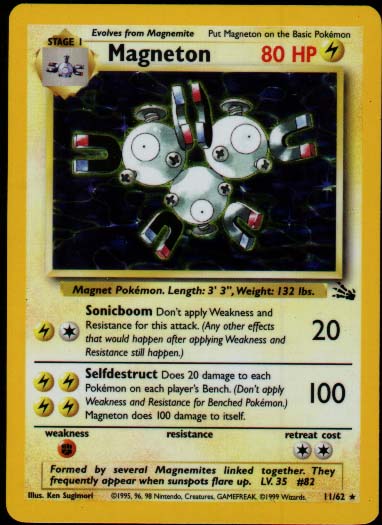 Evolves from Magnemite Put Magneton on the Basic Pokémon
STAGE 1
Magneton 80 HP
Magnet Pokémon. Length: 3' 3", Weight: 132 lbs.
Sonicboom Don't apply Weakness and
Resistance for this attack. (Any other effects
that would happen after applying Weakness and
Resistance still happen.)
20
Selfdestruct Does 20 damage to each
Pokémon on each player's Bench. (Don't apply
Weakness and Resistance for Benched Pokémon.)
Magneton does 100 damage to itself.
100
weakness resistance retreat cost
Formed by several Magnemites linked together. They
frequently appear when sunspots flare up. LV. 35 #82
Illus. Ken Sugimori ©1995, 96, 98 Nintendo, Creatures, GAMEFREAK. ©1999 Wizards. 11/62 ★